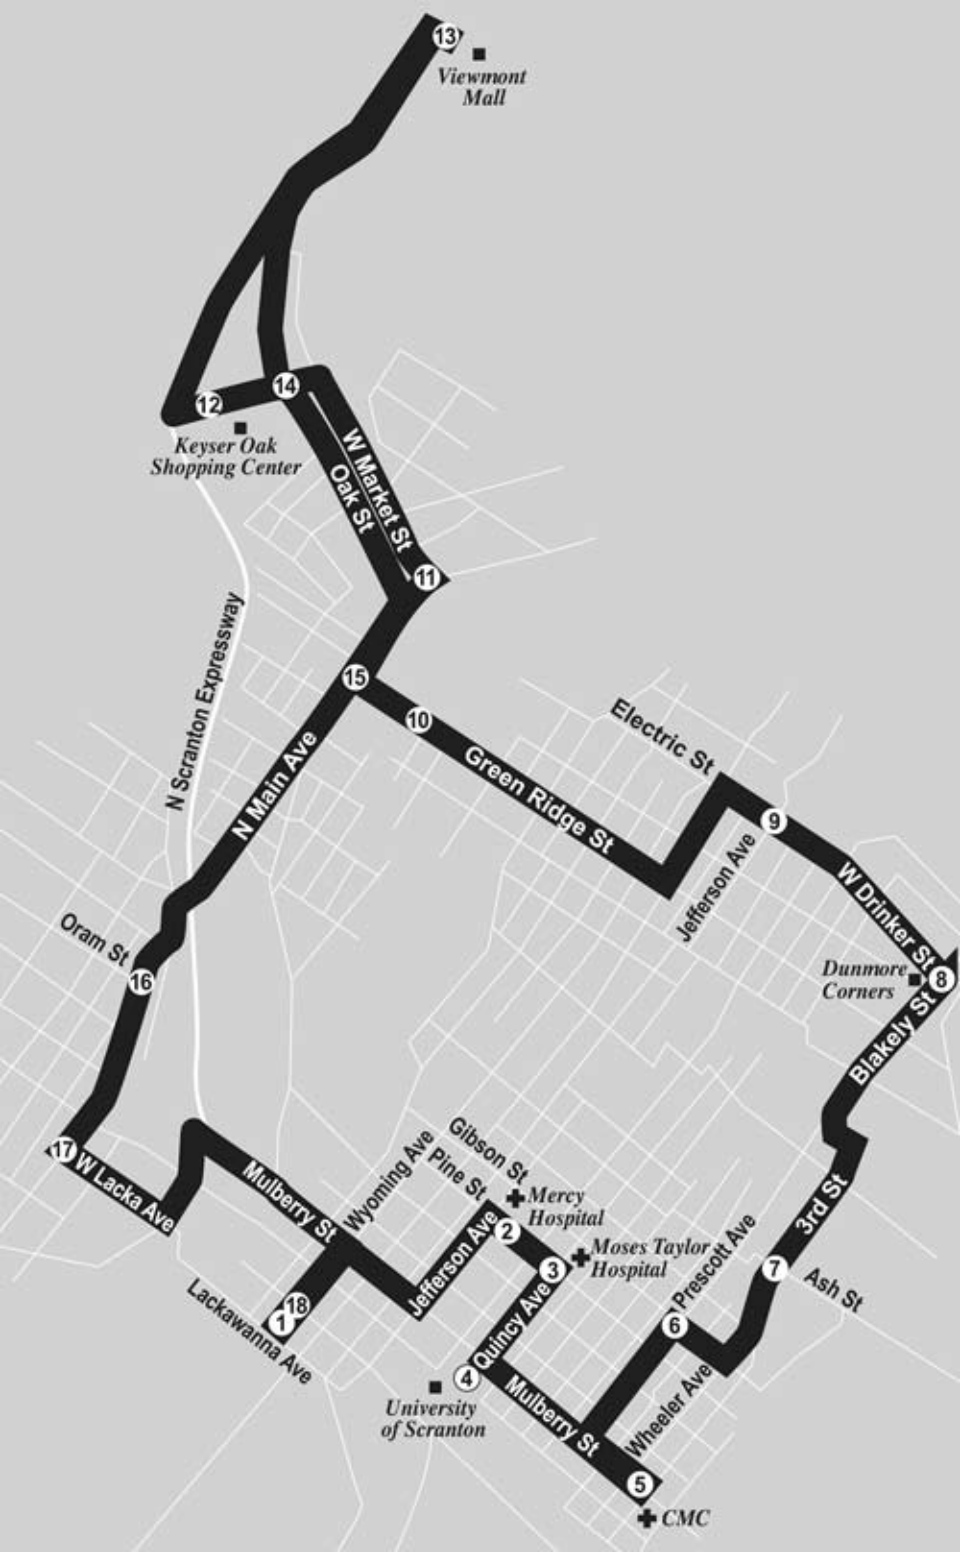 13
Viewmont
Mall
14
12
Keyser Oak
Shopping Center
W Market St
Oak St
11
N Scranton Expressway
15
10
Electric St
N Main Ave
Green Ridge St
9
Jefferson Ave
W Drinker St
Oram St
16
Dunmore
Corners
8
Blakely St
17
W Lacka Ave
Mulberry St
Wyoming Ave
Gibson St
Pine St
Mercy
Hospital
2
Jefferson Ave
Moses Taylor
Hospital
3
Quincy Ave
Prescott Ave
3rd St
7
Ash St
6
18
1
Lackawanna Ave
4
University
of Scranton
Mulberry St
Wheeler Ave
5
CMC